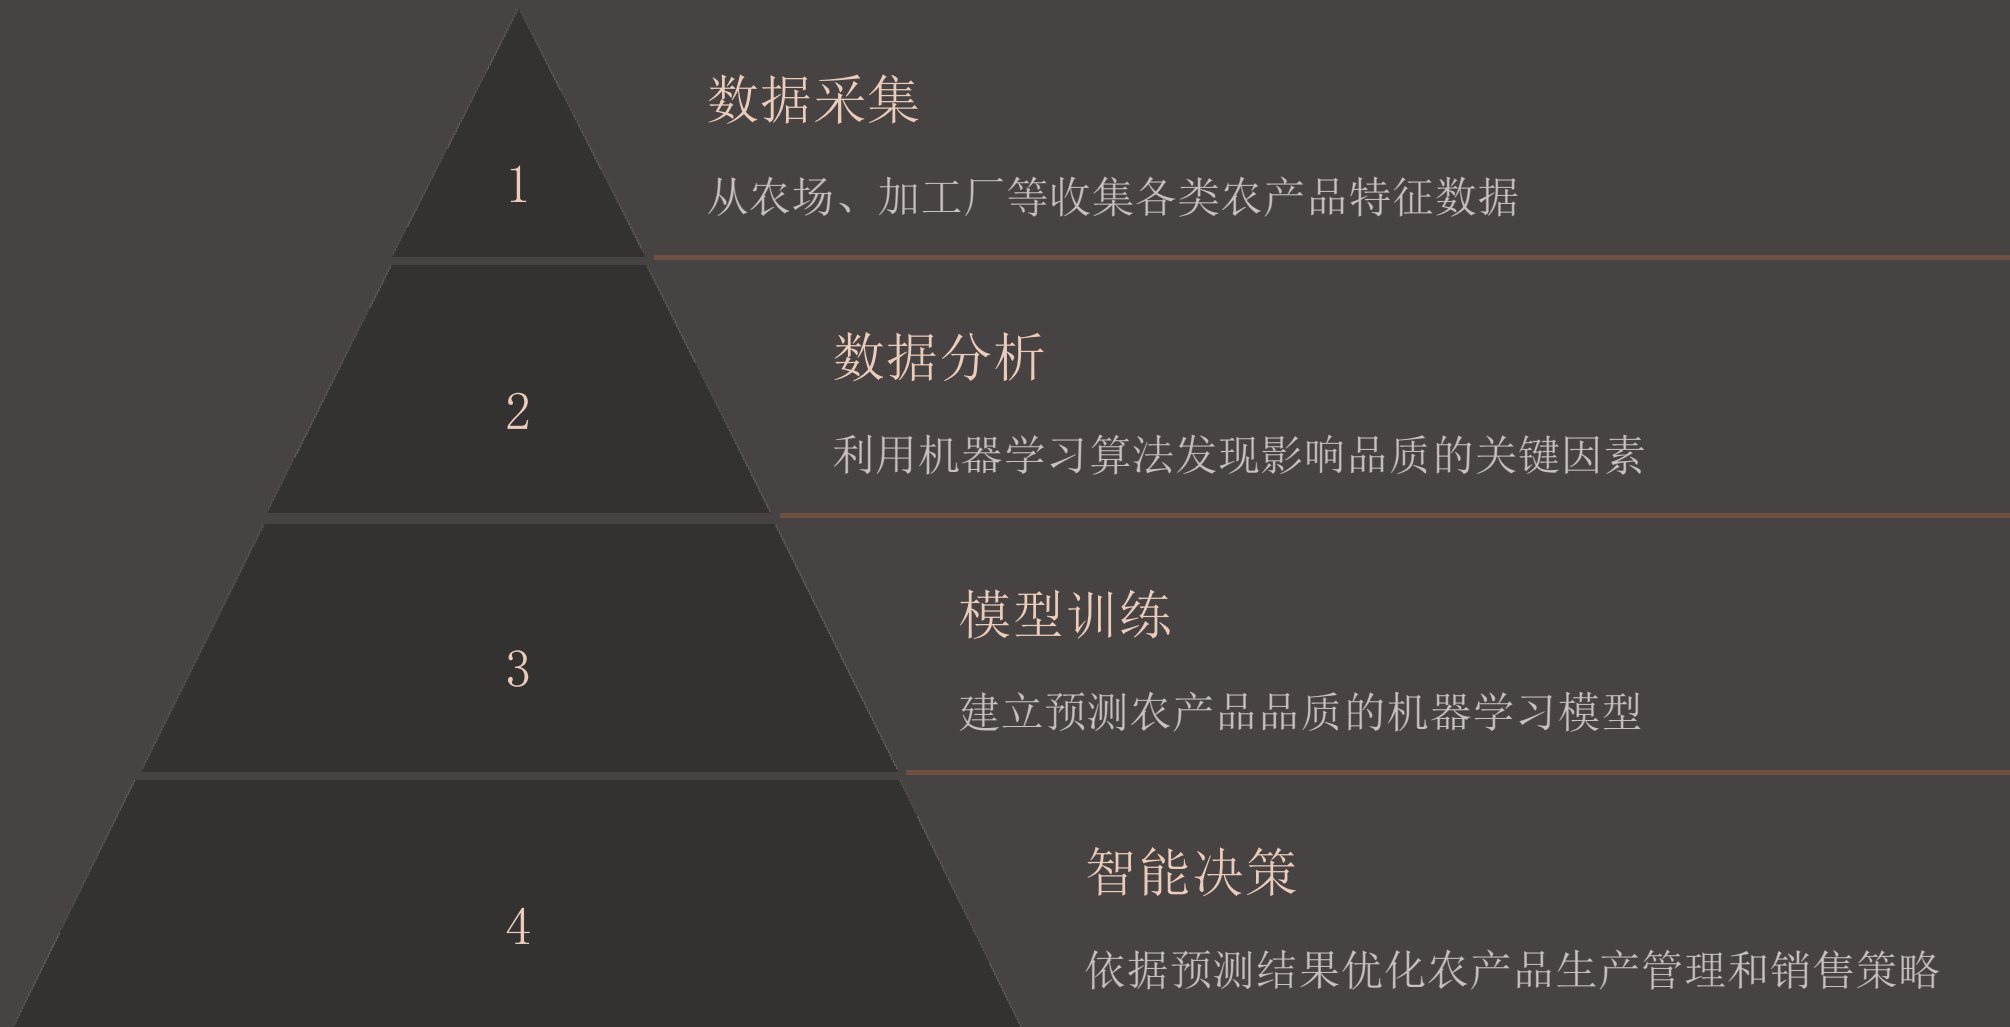 1
数据采集
从农场、加工厂等收集各类农产品特征数据
2
数据分析
利用机器学习算法发现影响品质的关键因素
3
模型训练
建立预测农产品品质的机器学习模型
4
智能决策
依据预测结果优化农产品生产管理和销售策略